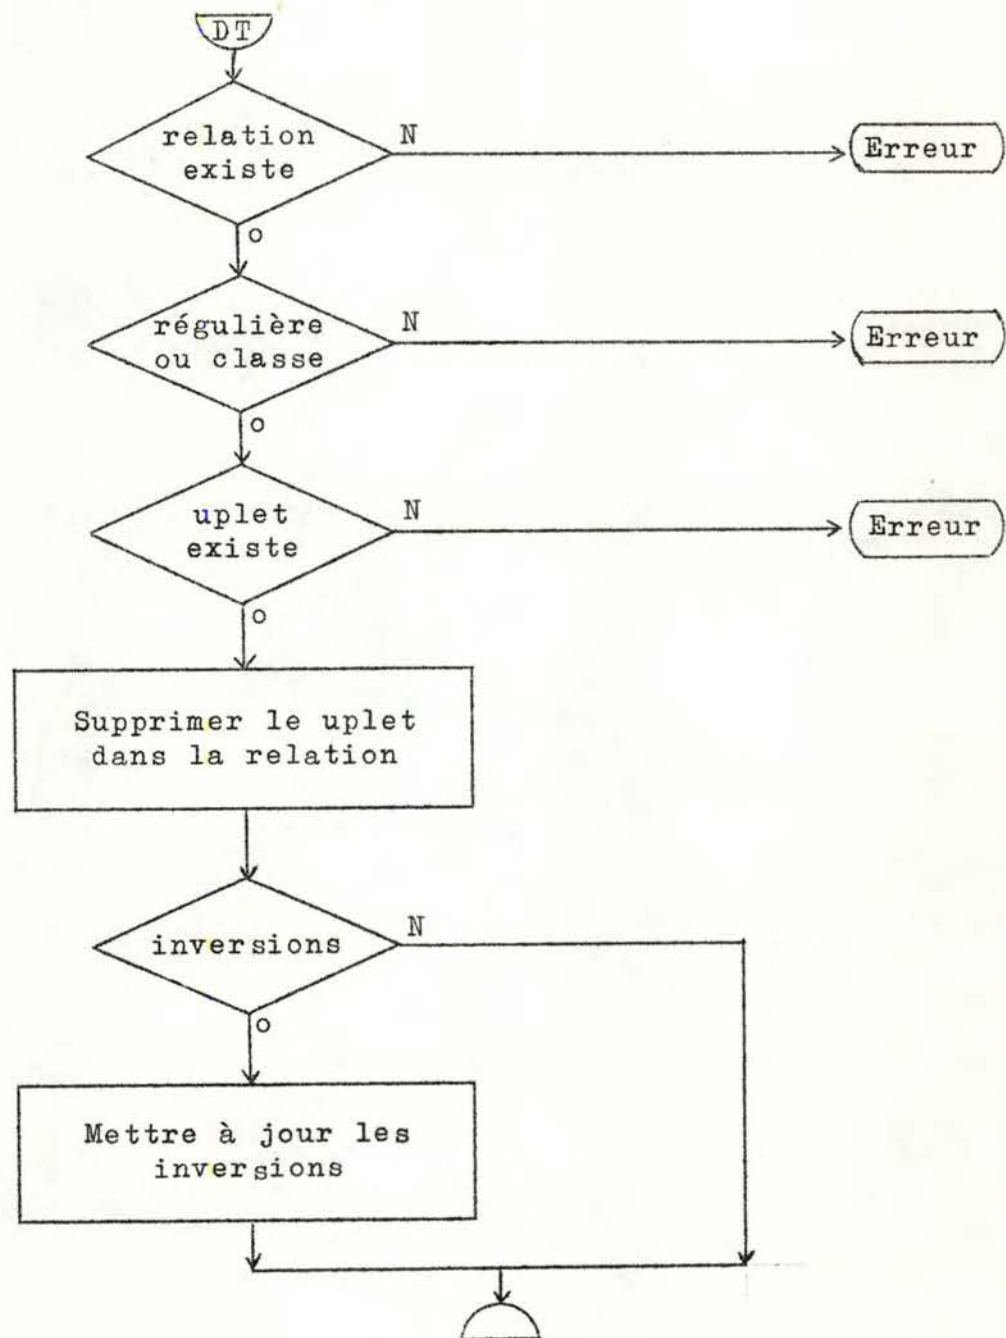 DT
relation
existe
N
Erreur
o
régulière
ou classe
N
Erreur
o
uplet
existe
N
Erreur
o
Supprimer le uplet
dans la relation
inversions
N
o
Mettre à jour les
inversions